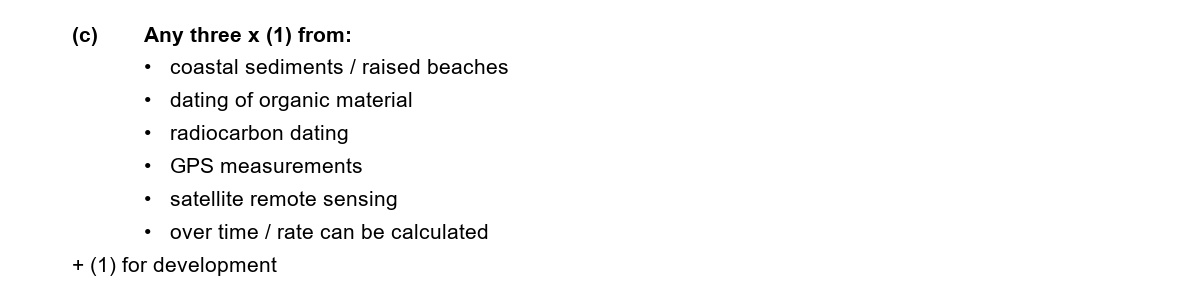 (c) Any three x (1) from:
• coastal sediments / raised beaches
• dating of organic material
• radiocarbon dating
• GPS measurements
• satellite remote sensing
• over time / rate can be calculated
+ (1) for development